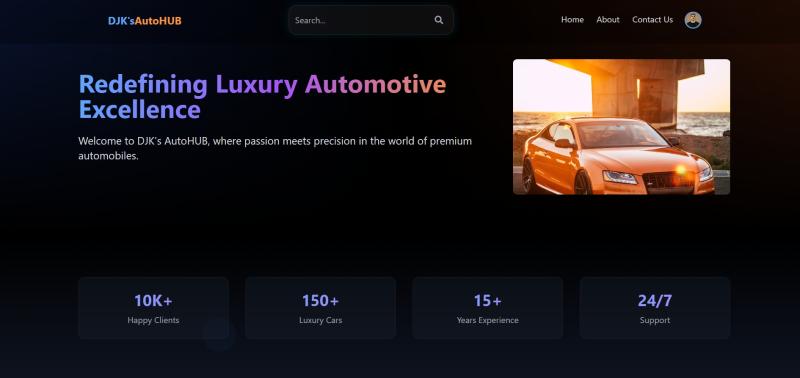 DJK'sAutoHUB
Search...
Home About Contact Us
Redefining Luxury Automotive
Excellence
Welcome to DJK's AutoHUB, where passion meets precision in the world of premium
automobiles.
10K+
Happy Clients
150+
Luxury Cars
15+
Years Experience
24/7
Support